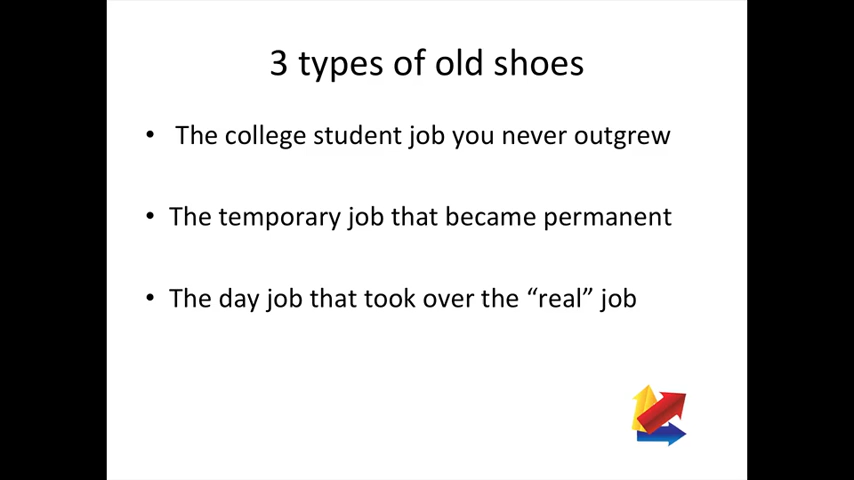 3 types of old shoes
• The college student job you never outgrew
• The temporary job that became permanent
• The day job that took over the “real” job